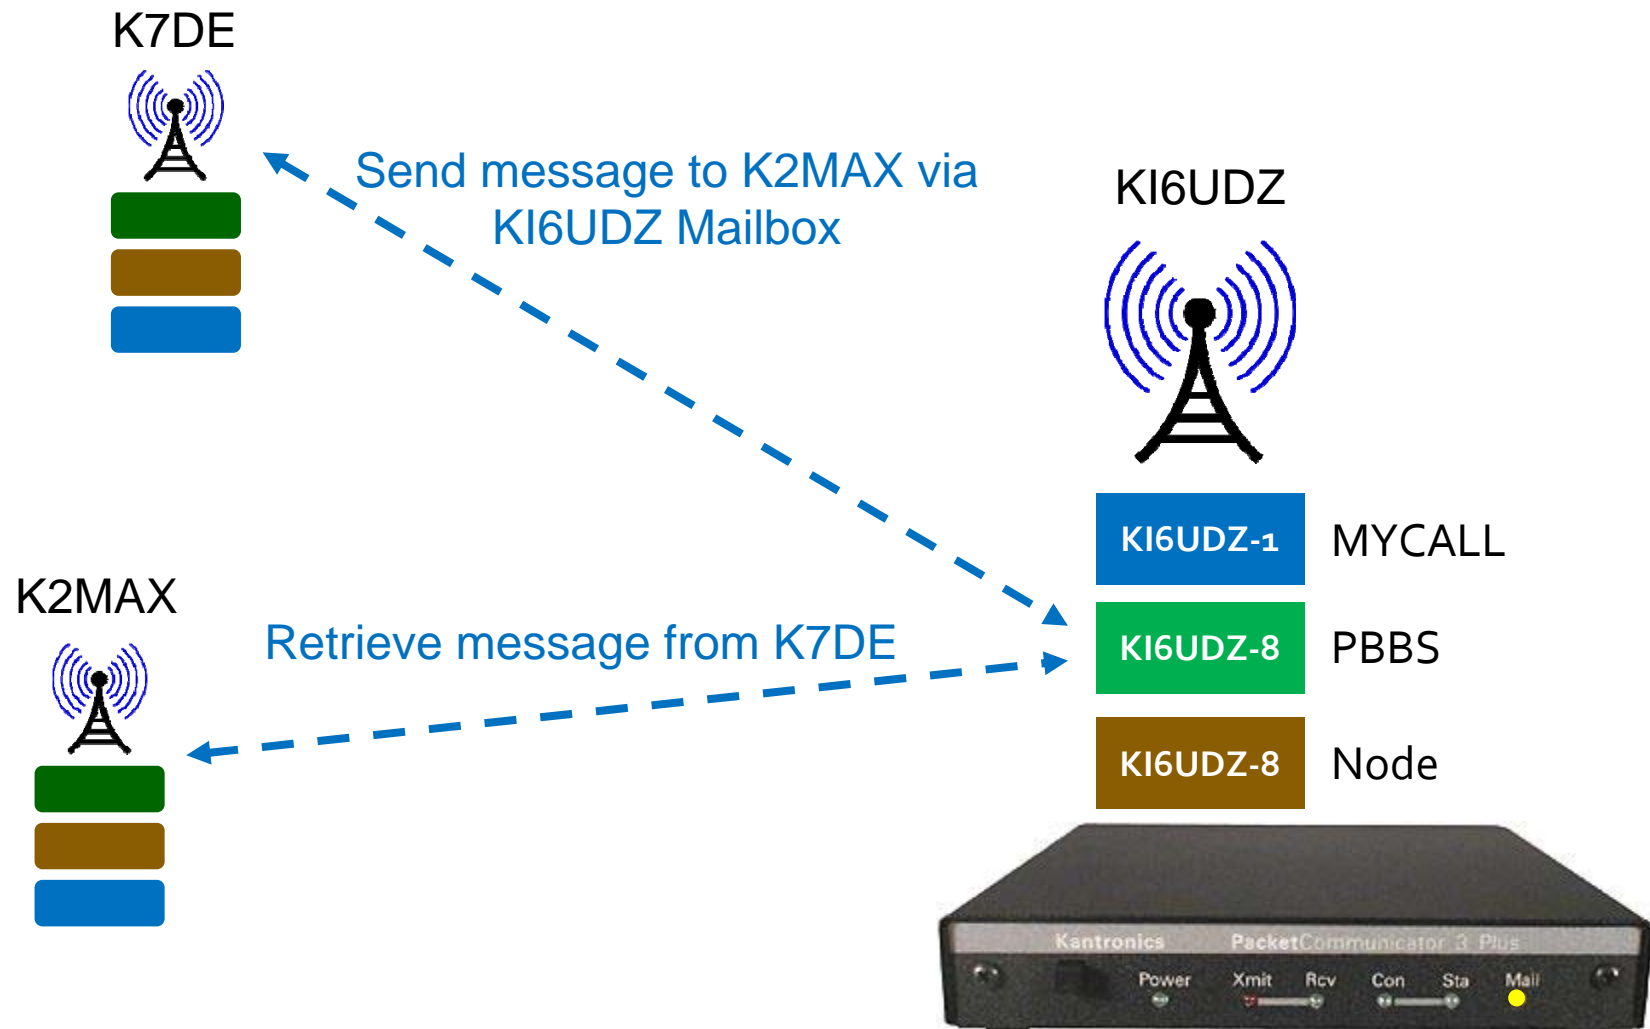 K7DE
Send message to K2MAX via
KI6UDZ Mailbox
KI6UDZ
KI6UDZ-1 MYCALL
K2MAX
Retrieve message from K7DE
KI6UDZ-8 PBBS
KI6UDZ-8 Node
Kantronics PacketCommunicator 3 Plus
Power Xmit Rcv Con Sta Mail